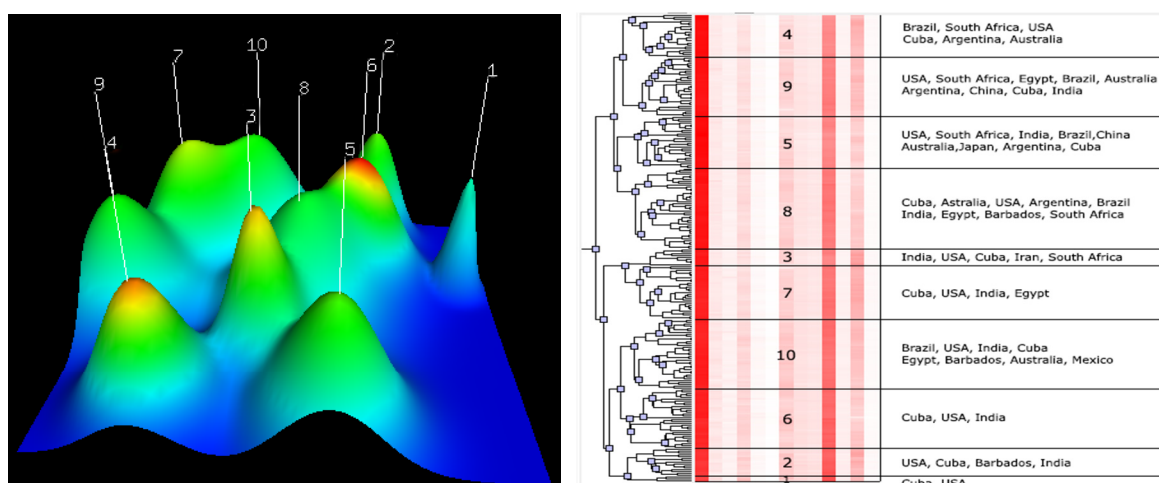 10
2
7
6
1
9
8
3
4
5
4
Brazil, South Africa, USA
Cuba, Argentina, Australia
9
USA, South Africa, Egypt, Brazil, Australia
Argentina, China, Cuba, India
5
USA, South Africa, India, Brazil,China
Australia,Japan, Argentina, Cuba
8
Cuba, Astralia, USA, Argentina, Brazil
India, Egypt, Barbados, South Africa
3
India, USA, Cuba, Iran, South Africa
7
Cuba, USA, India, Egypt
10
Brazil, USA, India, Cuba
Egypt, Barbados, Australia, Mexico
6
Cuba, USA, India
2
USA, Cuba, Barbados, India
1
Cuba, USA